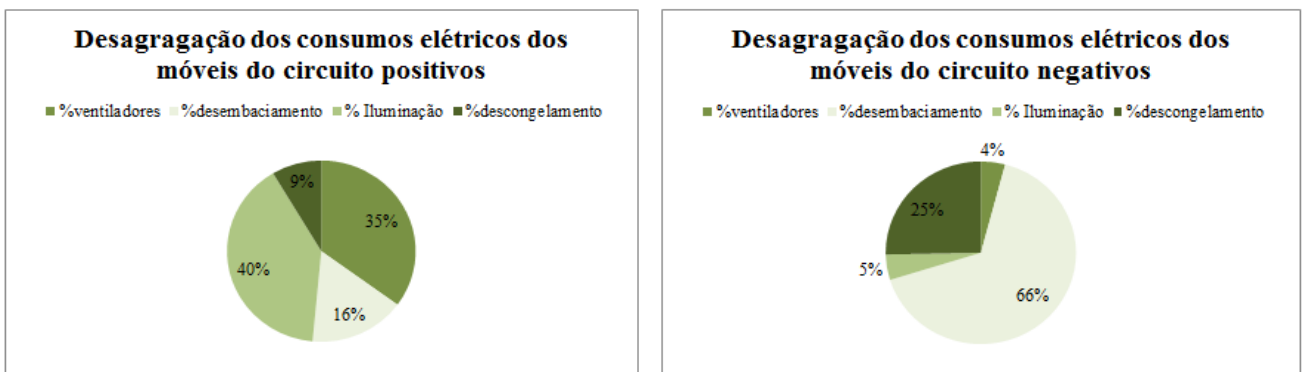 Desagragação dos consumos elétricos dos
móveis do circuito positivos
%ventiladores %desembaciamento % Iluminação %descongelamento
9%
35%
40%
16%
Desagragação dos consumos elétricos dos
móveis do circuito negativos
%ventiladores %desembaciamento % Iluminação %descongelamento
4%
25%
5%
66%